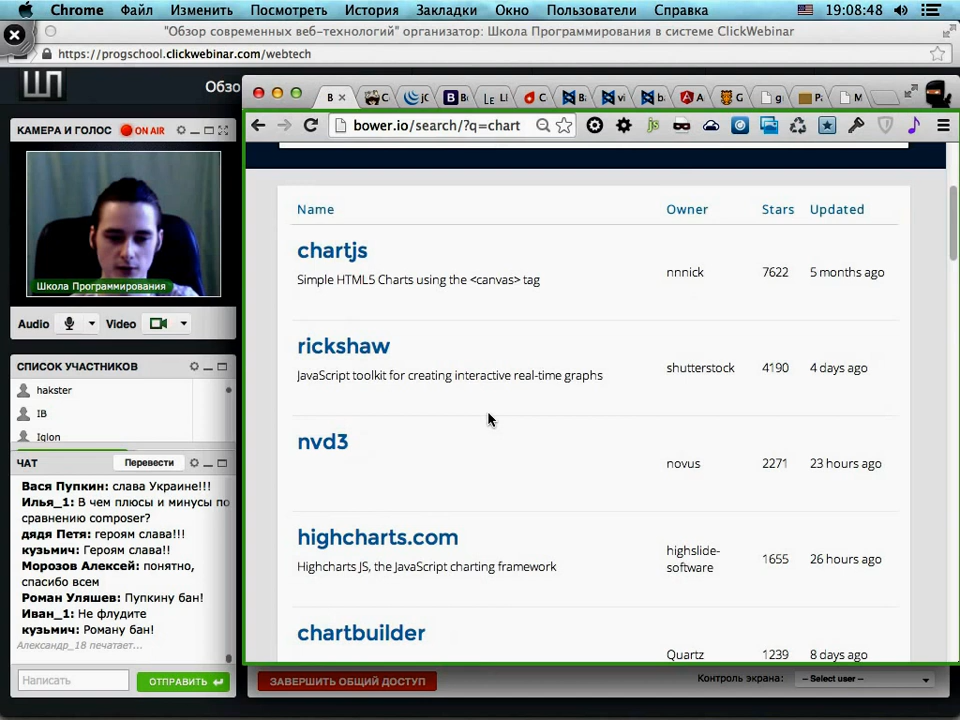 Chrome Файл Изменить Посмотреть История Закладки Окно Пользователи Справка 19:08:48
"Обзор современных веб-технологий" организатор: Школа Программирования в системе ClickWebinar
https://progschool.clickwebinar.com/webtech
ШП Обзо
B C jC B LE LI C B vi b A G g P M
bower.io/search/?q=chart js
КАМЕРА И ГОЛОС ON AIR
Школа Программирования
Audio Video
СПИСОК УЧАСТНИКОВ
hakster
IB
Iglon
ЧАТ Перевести
Вася Пупкин: слава Украине!!!
Илья_1: В чем плюсы и минусы по
сравнению composer?
дядя Петя: героям слава!!!
кузьмич: Героям слава!!
Морозов Алексей: понятно,
спасибо всем
Роман Уляшев: Пупкину бан!
Иван_1: Не флудите
кузьмич: Роману бан!
Александр_18 печатает...
Написать ОТПРАВИТЬ
Name Owner Stars Updated
chartjs
Simple HTML5 Charts using the <canvas> tag
nnnick 7622 5 months ago
rickshaw
JavaScript toolkit for creating interactive real-time graphs
shutterstock 4190 4 days ago
nvd3
novus 2271 23 hours ago
highcharts.com
Highcharts JS, the JavaScript charting framework
highslide-
software 1655 26 hours ago
chartbuilder
Quartz 1239 8 days ago
ЗАВЕРШИТЬ ОБЩИЙ ДОСТУП
Контроль экрана: -- Select user --